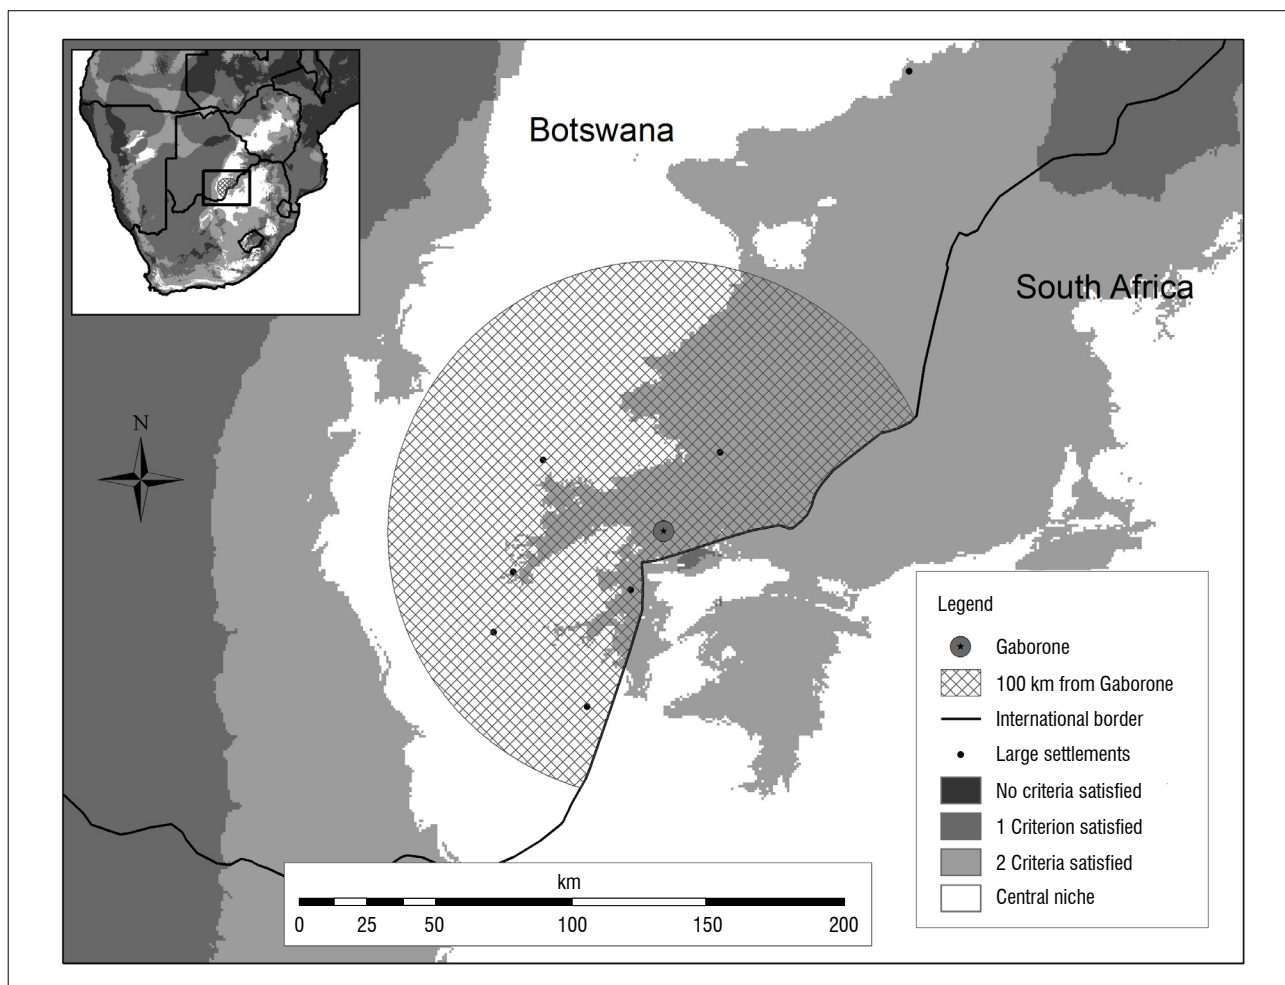 Botswana
South Africa
N
Legend
Gaborone
100 km from Gaborone
International border
Large settlements
No criteria satisfied
1 Criterion satisfied
2 Criteria satisfied
Central niche
km
0 25 50 100 150 200